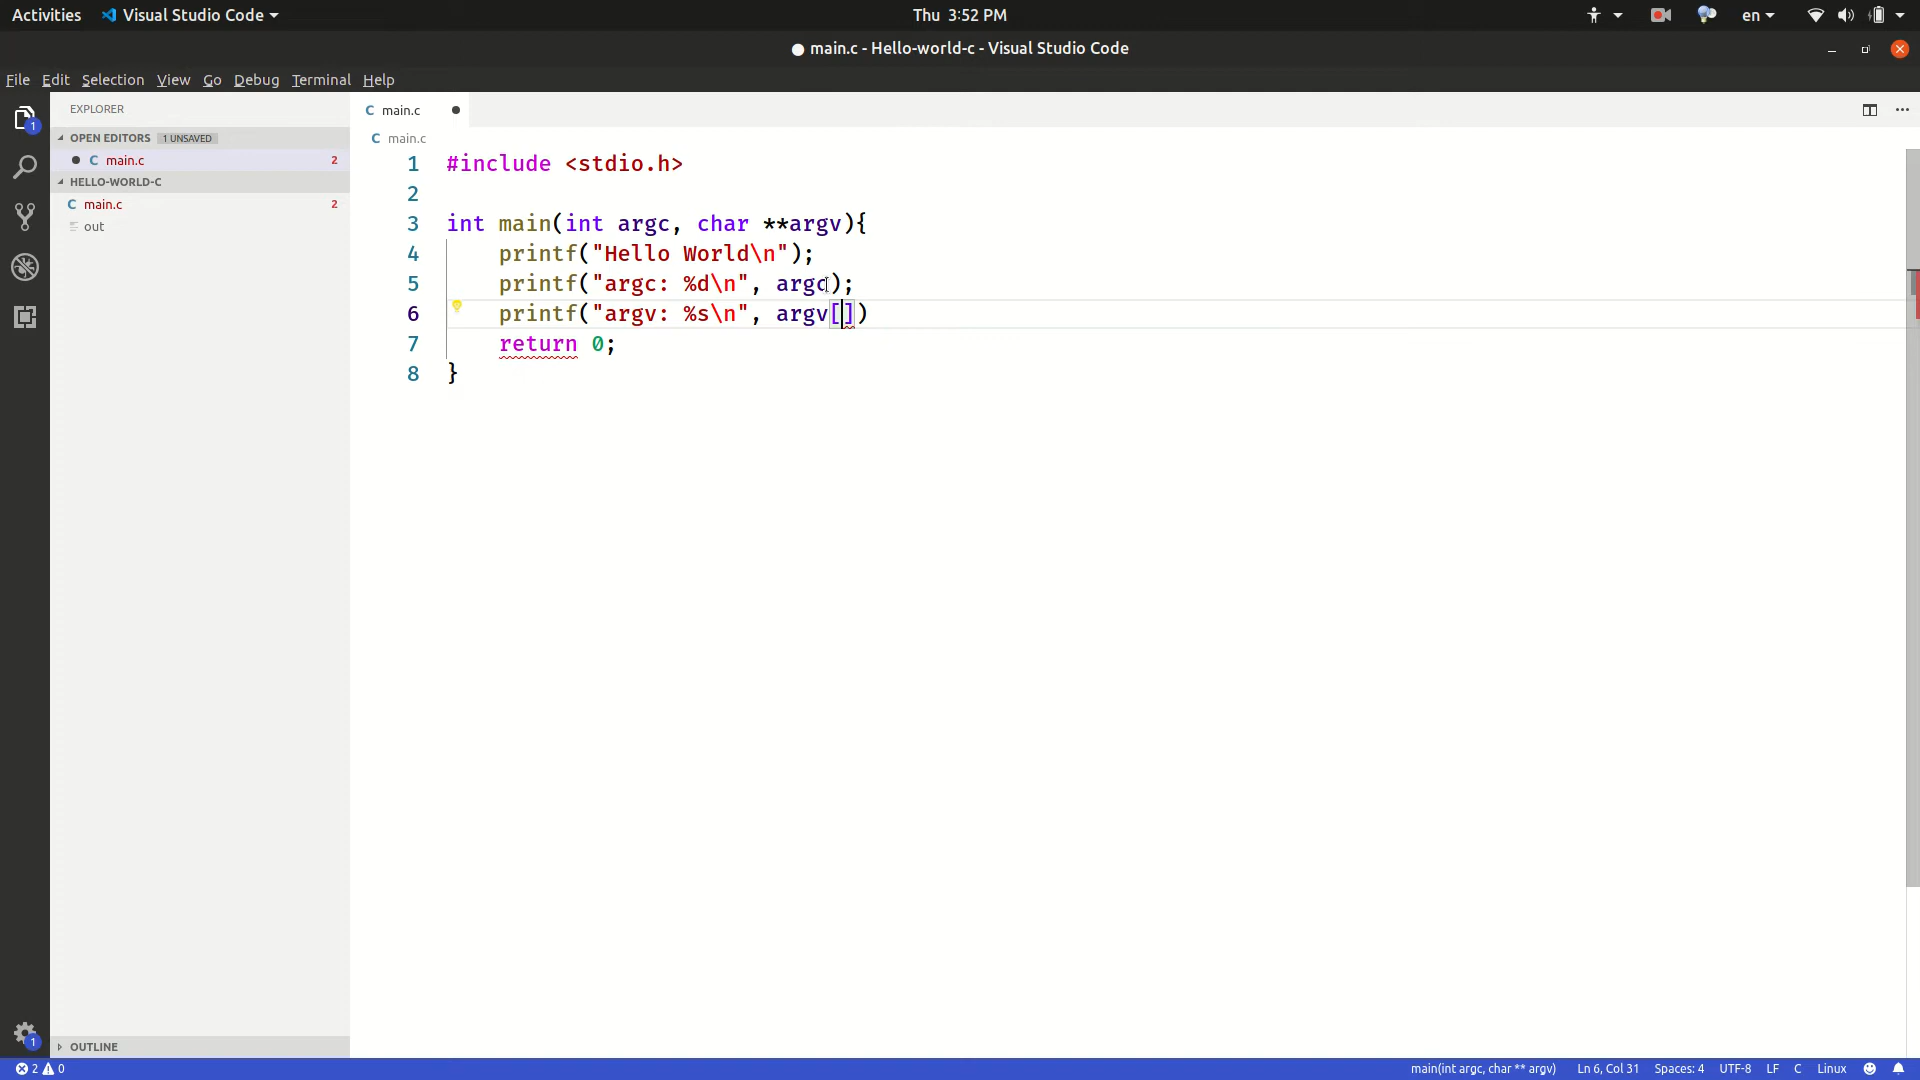 Activities Visual Studio Code Thu 3:52 PM en
main.c - Hello-world-c - Visual Studio Code
File Edit Selection View Go Debug Terminal Help
EXPLORER
OPEN EDITORS 1 UNSAVED
C main.c 2
HELLO-WORLD-C
C main.c 2
out
OUTLINE
1
1
C main.c
C main.c
1 #include <stdio.h>
2
3 int main(int argc, char **argv){
4 printf("Hello World\n");
5 printf("argc: %d\n", argc);
6 printf("argv: %s\n", argv[])
7 return 0;
8 }
2 0 main(int argc, char ** argv) Ln 6, Col 31 Spaces: 4 UTF-8 LF C Linux